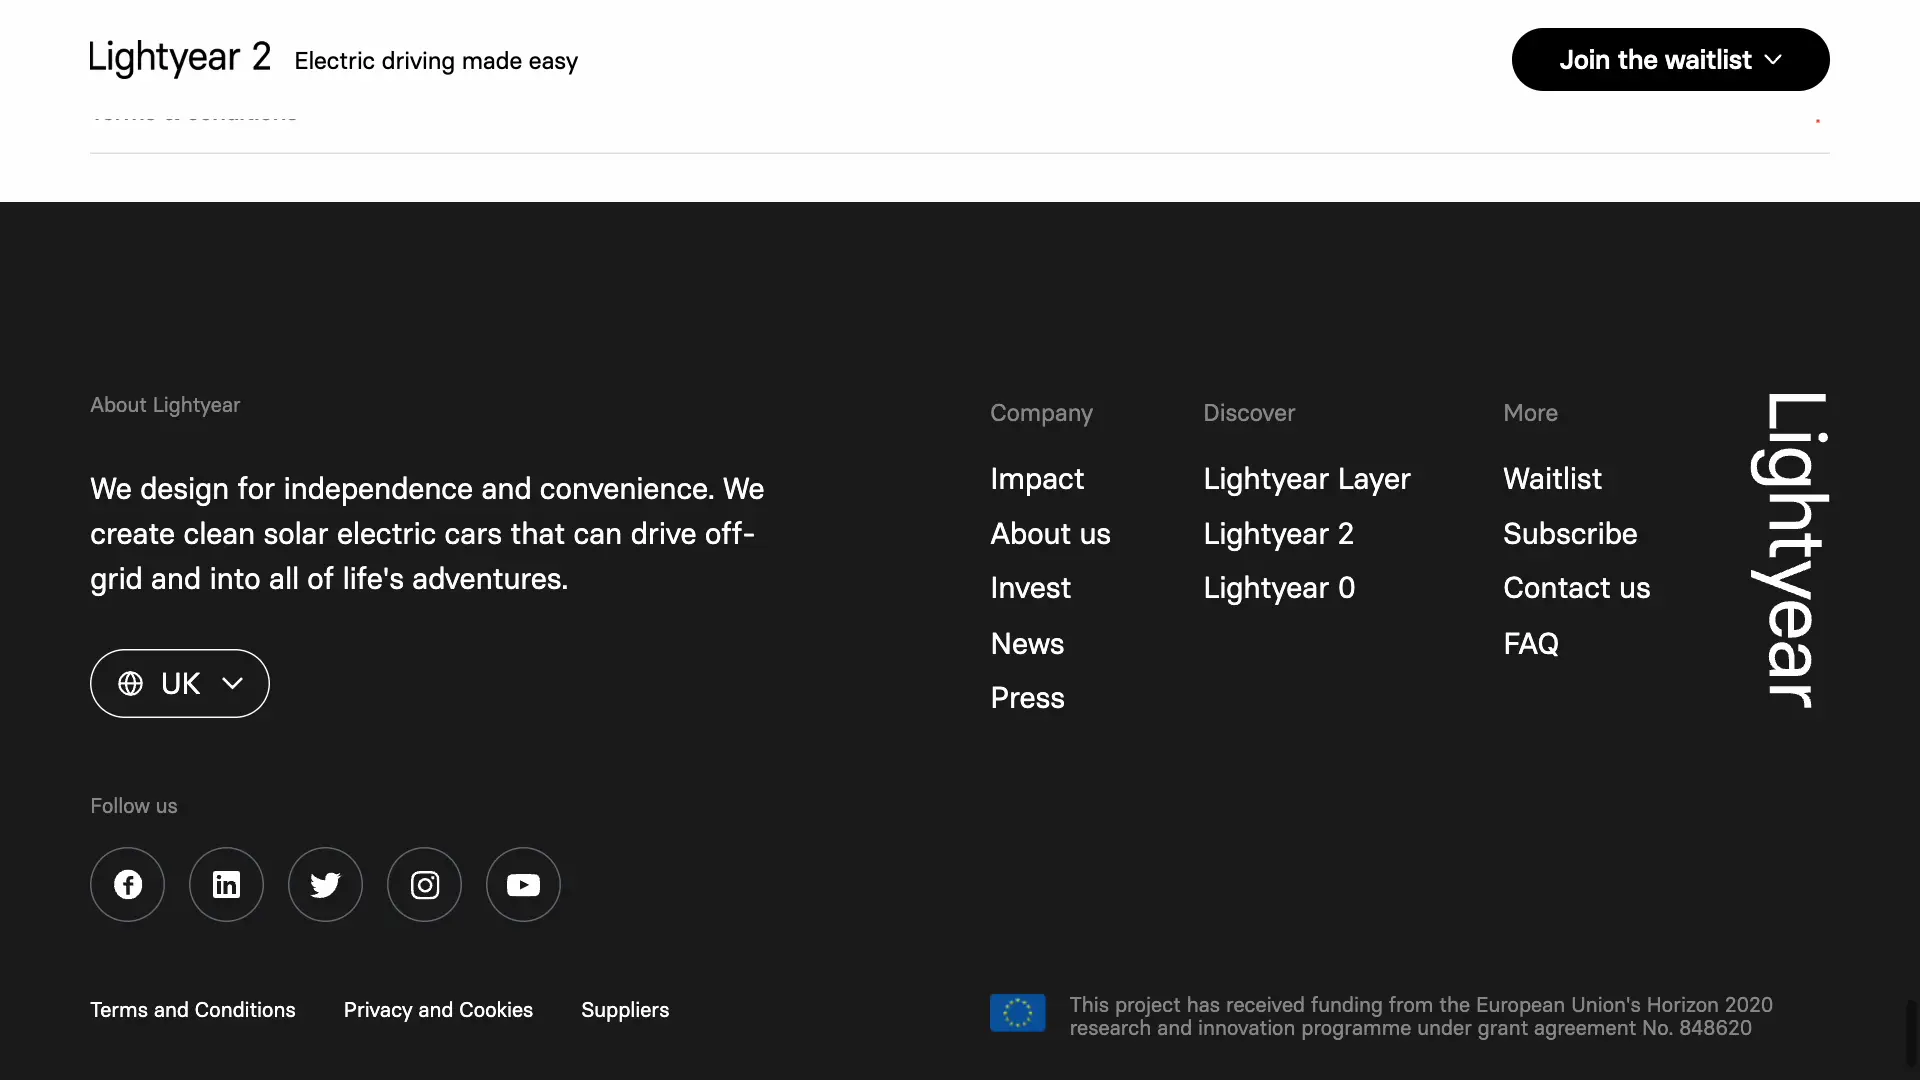 Lightyear 2 Electric driving made easy
Join the waitlist
About Lightyear
We design for independence and convenience. We
create clean solar electric cars that can drive off-
grid and into all of life's adventures.
UK
Follow us
Company
Impact
About us
Invest
News
Press
Discover
Lightyear Layer
Lightyear 2
Lightyear 0
More
Waitlist
Subscribe
Contact us
FAQ
Lightyear
Terms and Conditions Privacy and Cookies Suppliers
This project has received funding from the European Union's Horizon 2020
research and innovation programme under grant agreement No. 848620